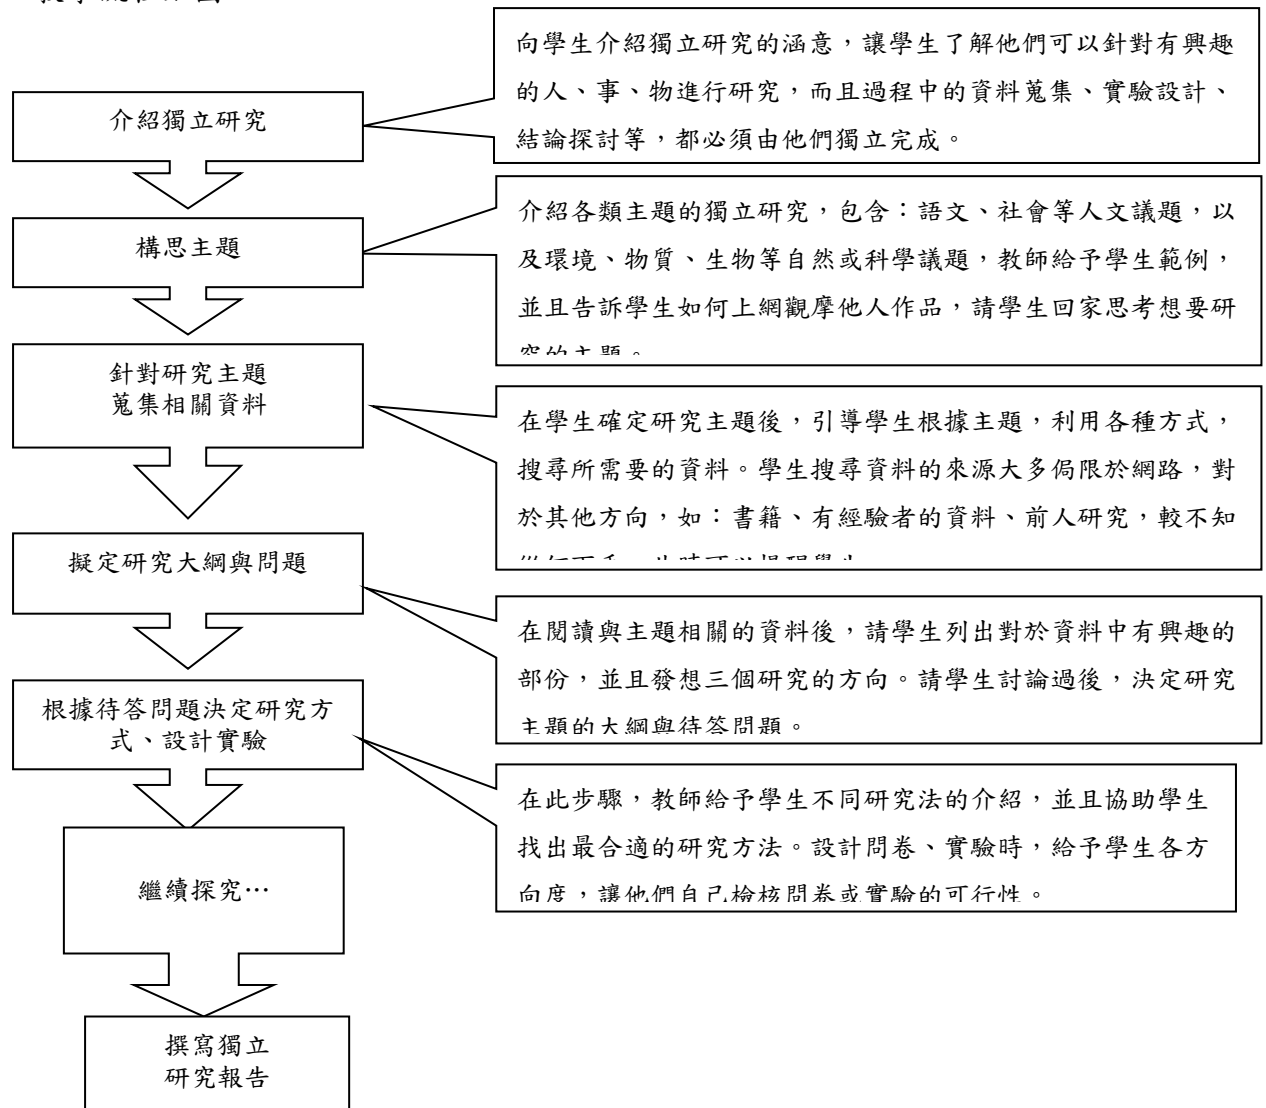 介紹獨立研究
向學生介紹獨立研究的涵意，讓學生了解他們可以針對有興趣
的人、事、物進行研究，而且過程中的資料蒐集、實驗設計、
結論探討等，都必須由他們獨立完成。
構思主題
介紹各類主題的獨立研究，包含：語文、社會等人文議題，以
及環境、物質、生物等自然或科學議題，教師給予學生範例，
並且告訴學生如何上網觀摩他人作品，請學生回家思考想要研
究的主題。
針對研究主題
蒐集相關資料
在學生確定研究主題後，引導學生根據主題，利用各種方式，
搜尋所需要的資料。學生搜尋資料的來源大多侷限於網路，對
於其他方向，如：書籍、有經驗者的資料、前人研究，較不知
擬定研究大綱與問題
在閱讀與主題相關的資料後，請學生列出對於資料中有興趣的
部份，並且發想三個研究的方向。請學生討論過後，決定研究
主題的大綱與待答問題。
根據待答問題決定研究方
式、設計實驗
在此步驟，教師給予學生不同研究法的介紹，並且協助學生
找出最合適的研究方法。設計問卷、實驗時，給予學生各方
向度，讓他們自己檢核問卷或實驗的可行性。
繼續探究…
撰寫獨立
研究報告